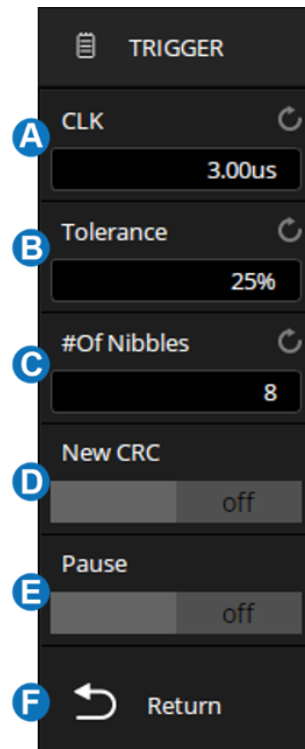 TRIGGER
A
CLK
3.00us
B
Tolerance
25%
C
#Of Nibbles
8
D
New CRC
off
E
Pause
off
F
Return